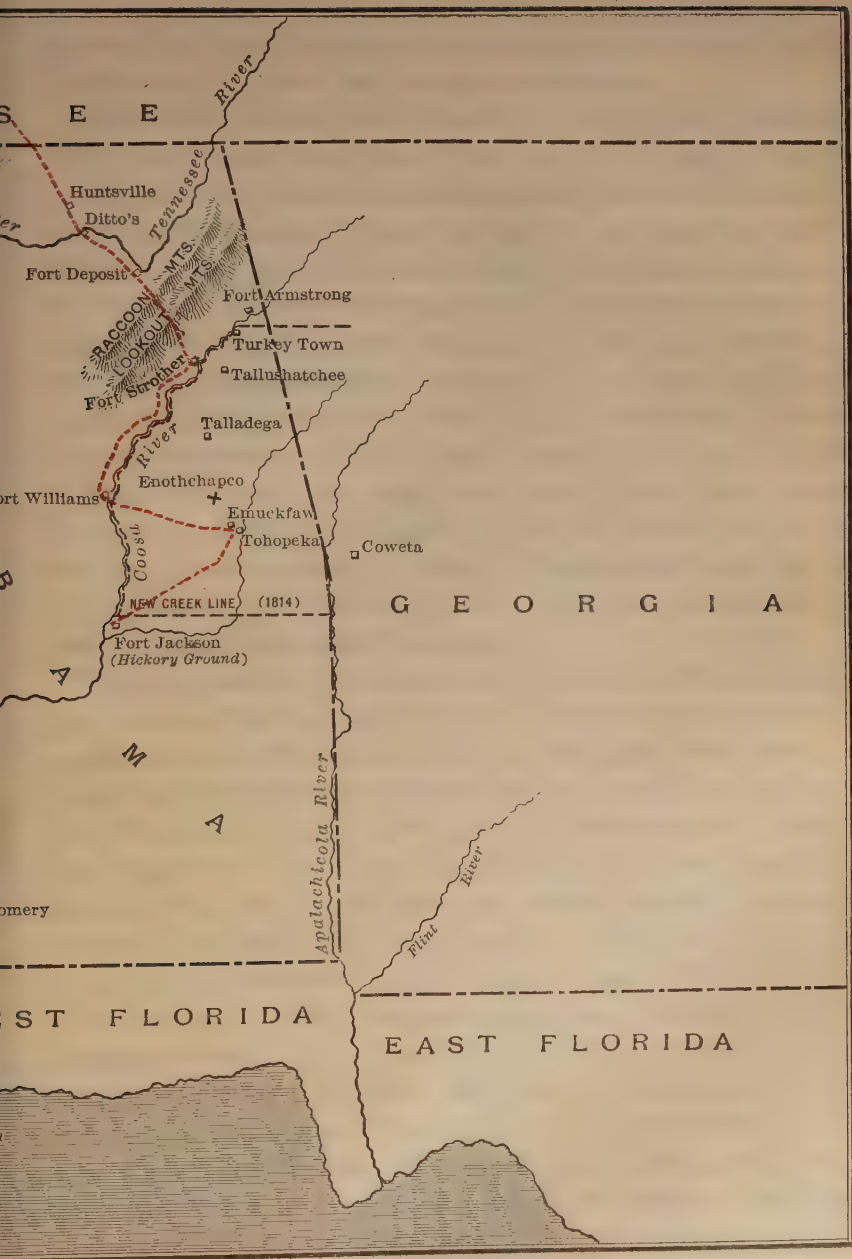 S E E
River
Tennessee
Huntsville
Ditto's
er
Fort Deposit
RACCOON MTS.
LOOKOUT MTS.
Fort Armstrong
Turkey Town
Fort Strother
Tallushatchee
Talladega
River
Enothchapco
ort Williams
Emuckfaw
Tohopeka
Coosa
Coweta
B
NEW CREEK LINE (1814)
G E O R G I A
Fort Jackson
(Hickory Ground)
A
M
A
Apalachicola River
River
Flint
omery
EST FLORIDA
EAST FLORIDA